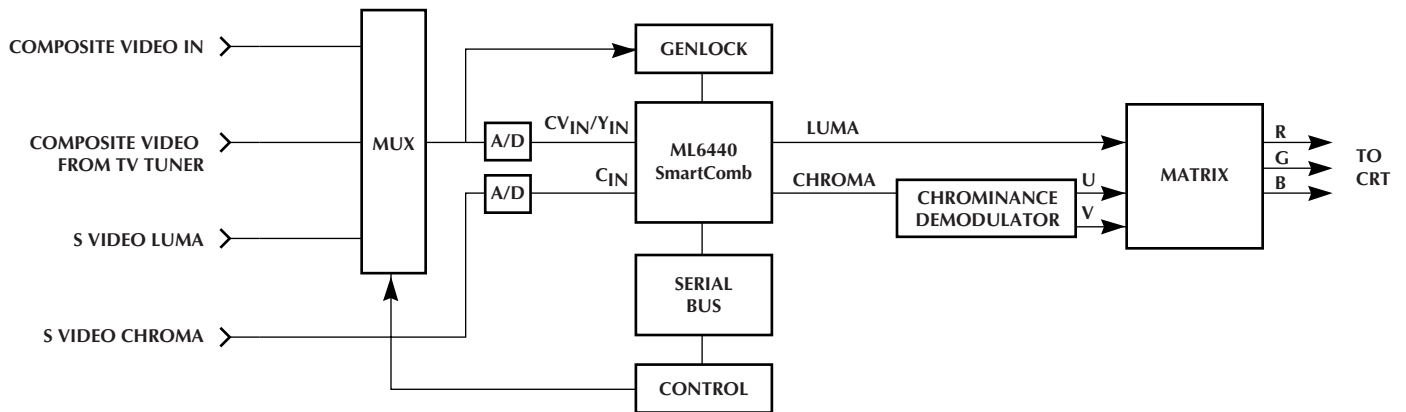 COMPOSITE VIDEO IN
COMPOSITE VIDEO
FROM TV TUNER
S VIDEO LUMA
S VIDEO CHROMA
MUX
A/D
A/D
CVIN/YIN
CIN
GENLOCK
ML6440
SmartComb
SERIAL
BUS
CONTROL
LUMA
CHROMA
CHROMINANCE
DEMODULATOR
U
V
MATRIX
R
G
B
TO
CRT